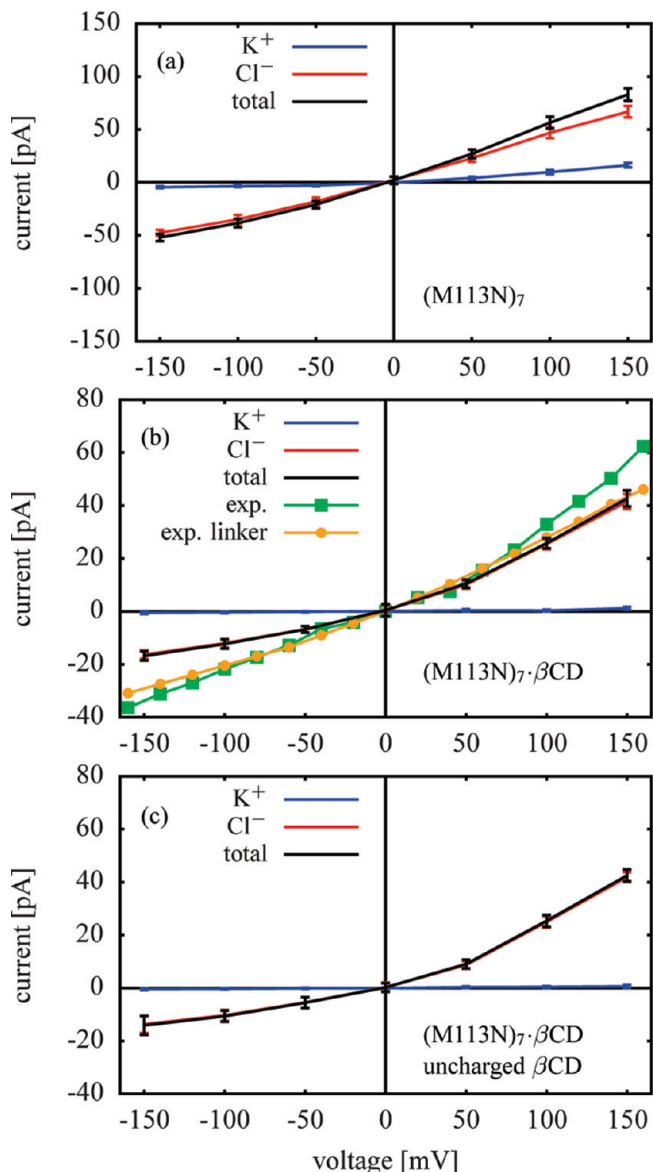 150
100
50
0
-50
-100
-150
current [pA]
(a)
K⁺
Cl⁻
total
(M113N)₇
-150 -100 -50 0 50 100 150
80
60
40
20
0
-20
-40
current [pA]
(b)
K⁺
Cl⁻
total
exp.
exp. linker
(M113N)₇·βCD
-150 -100 -50 0 50 100 150
80
60
40
20
0
-20
-40
current [pA]
(c)
K⁺
Cl⁻
total
(M113N)₇·βCD
uncharged βCD
-150 -100 -50 0 50 100 150
voltage [mV]